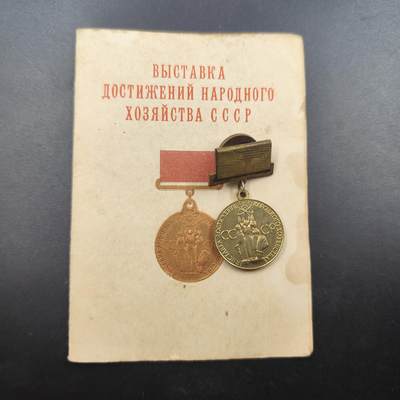 ВЫСТАВКА
ДОСТИЖЕНИЙ НАРОДНОГО
ХОЗЯЙСТВА СССР